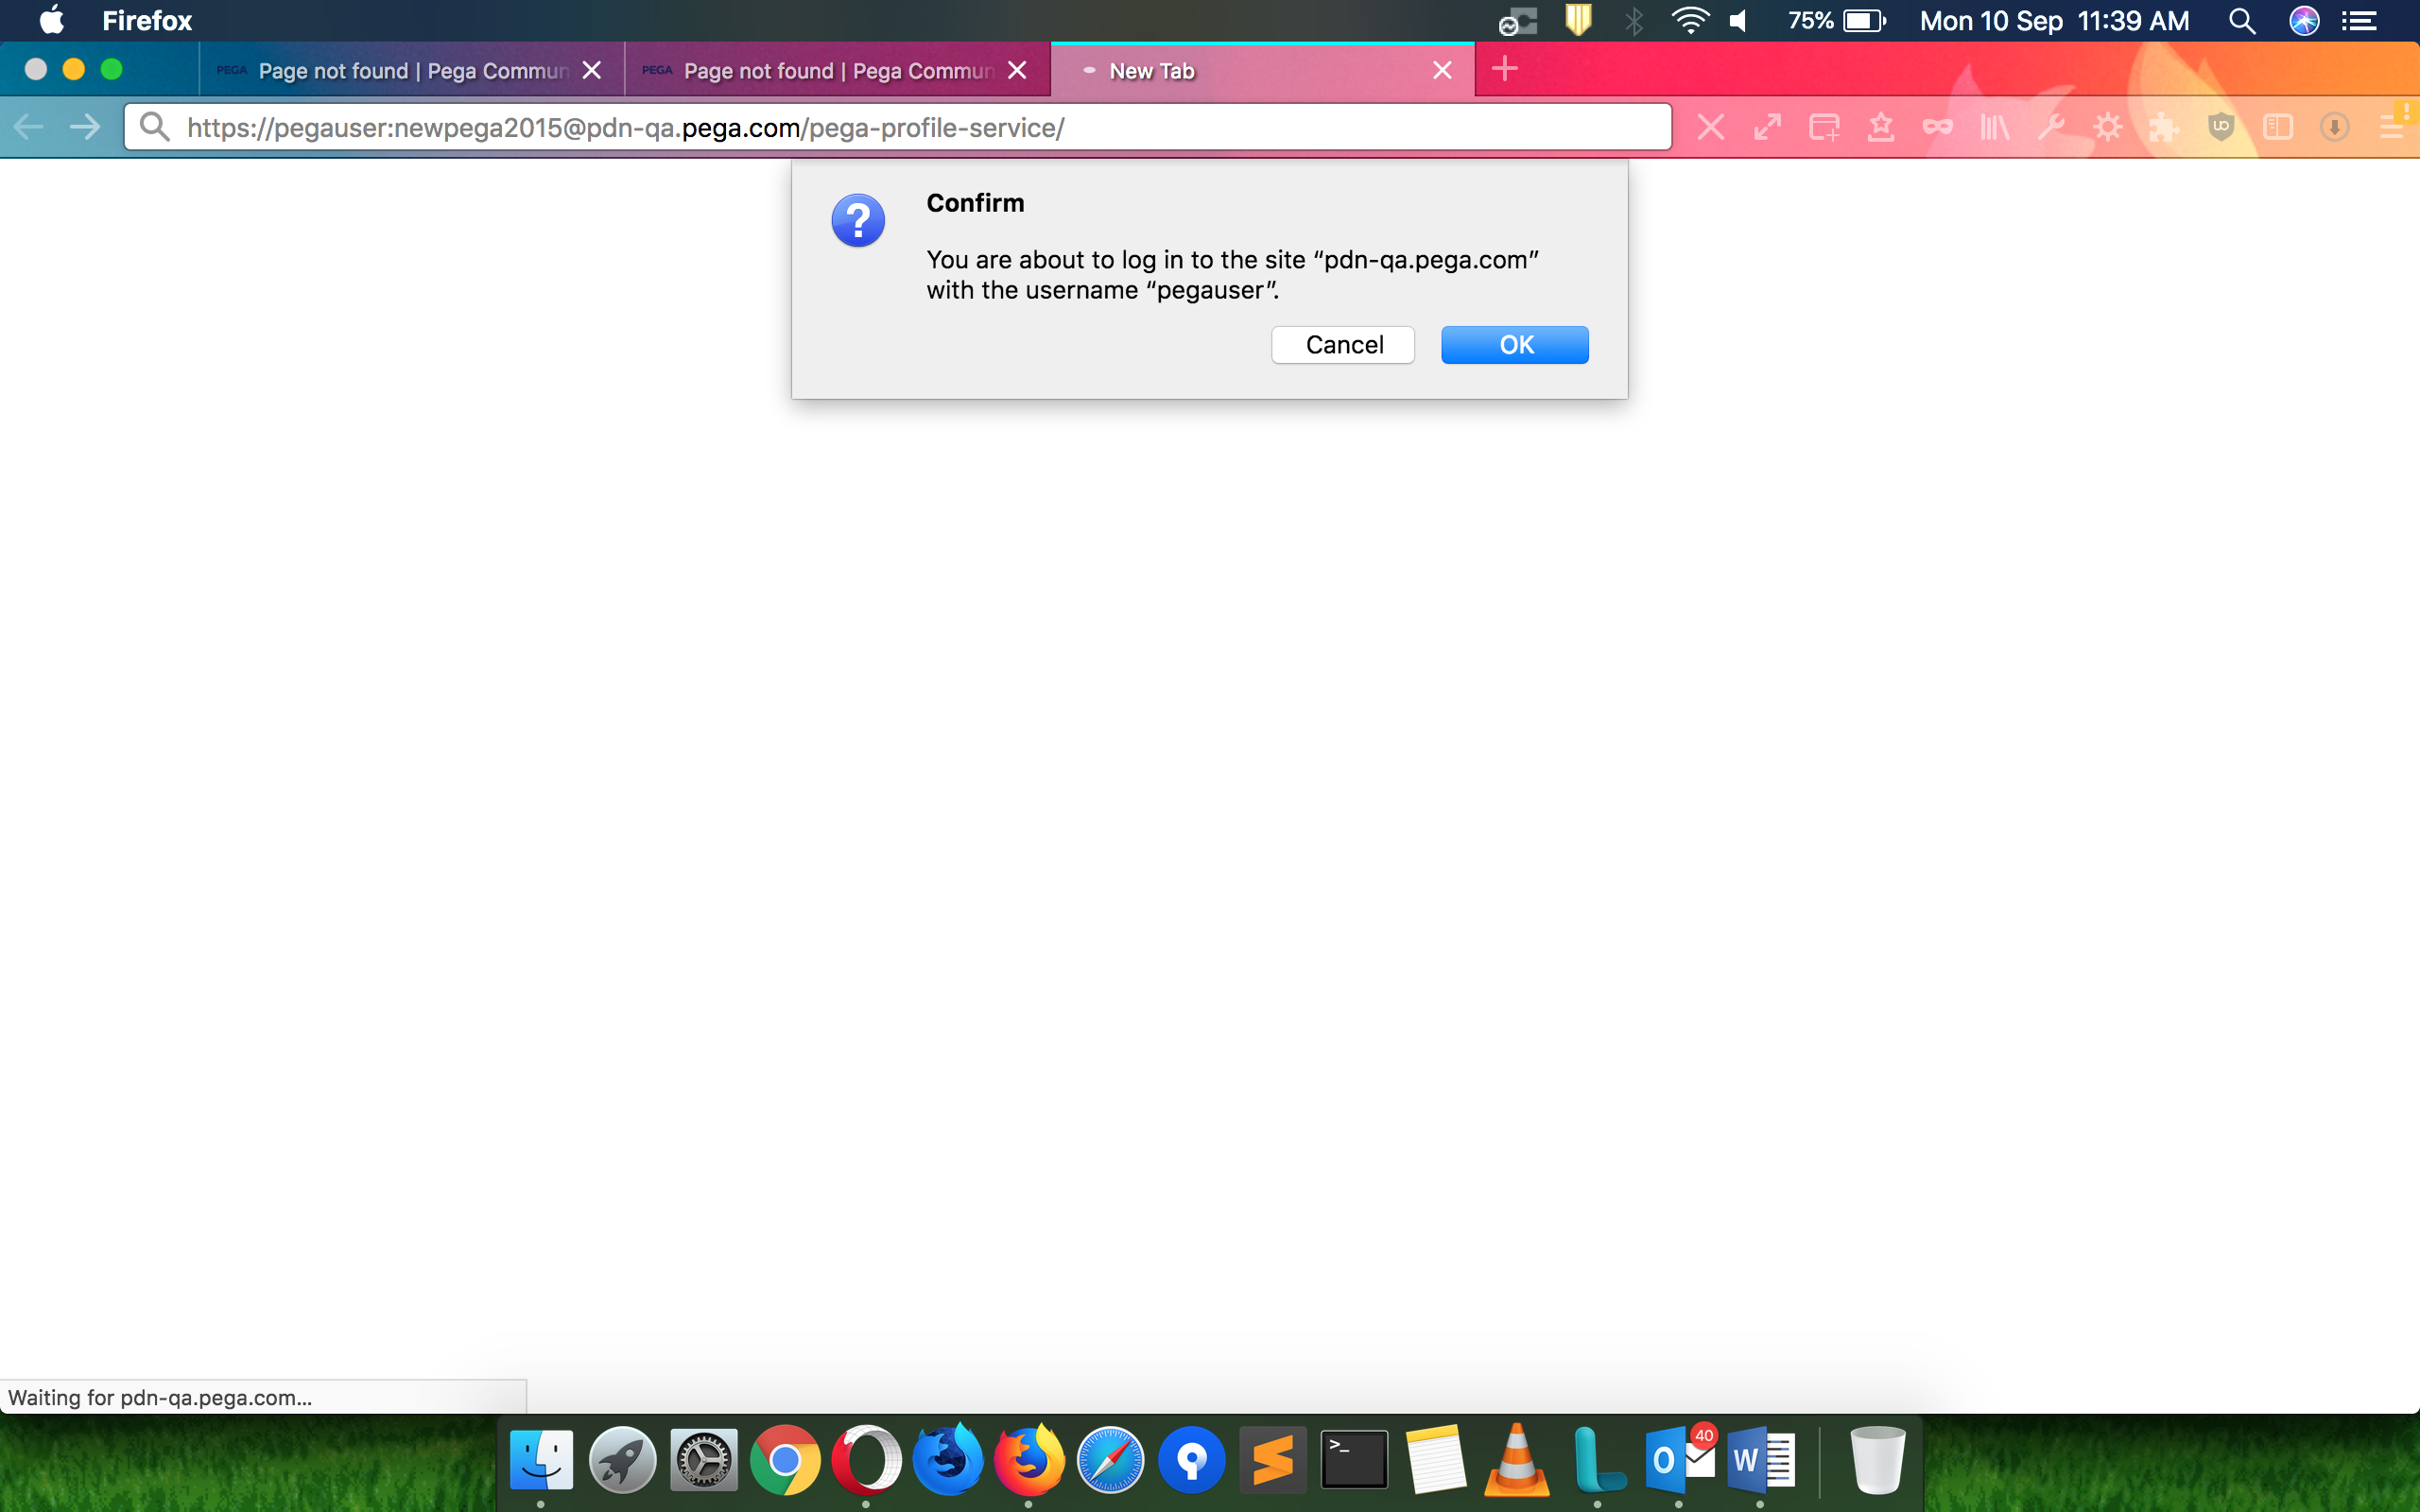 Firefox
75%
Mon 10 Sep 11:39 AM
PEGA Page not found | Pega Commun
PEGA Page not found | Pega Commun
New Tab
https://pegauser:newpega2015@pdn-qa.pega.com/pega-profile-service/
Confirm
You are about to log in to the site “pdn-qa.pega.com”
with the username “pegauser”.
Cancel
OK
Waiting for pdn-qa.pega.com...
>_
40
O
W